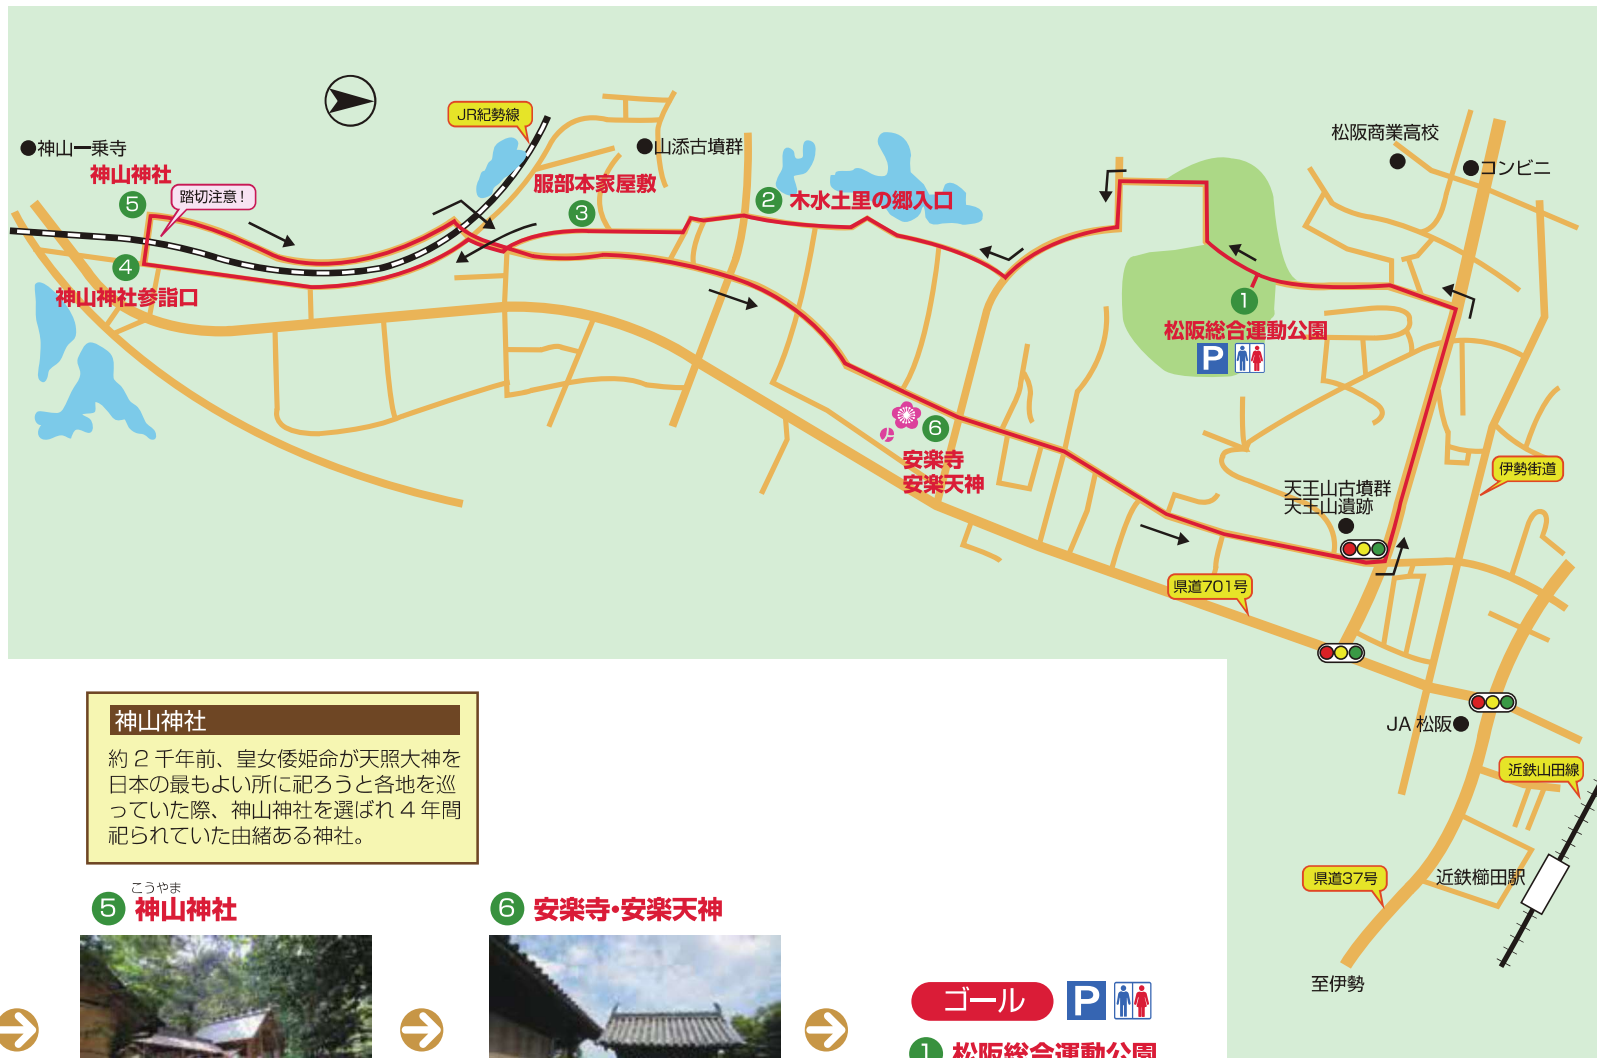 神山一乗寺
神山神社
5
踏切注意！
4
神山神社参詣口
JR紀勢線
山添古墳群
服部本家屋敷
3
2
木水土里の郷入口
松阪商業高校
コンビニ
1
松阪総合運動公園
P
6
安楽寺
安楽天神
伊勢街道
天王山古墳群
天王山遺跡
県道701号
JA 松阪
近鉄山田線
県道37号
近鉄櫛田駅
至伊勢
神山神社
約２千年前、皇女倭姫命が天照大神を
日本の最もよい所に祀ろうと各地を巡
っていた際、神山神社を選ばれ４年間
祀られていた由緒ある神社。
こうやま
5 神山神社
6 安楽寺・安楽天神
ゴール P
1 松阪総合運動公園